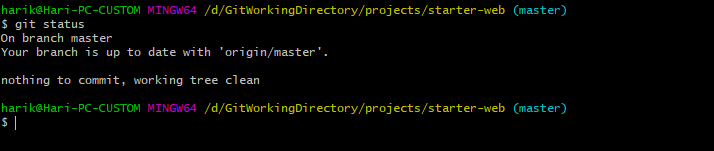 harik@Hari-PC-CUSTOM MINGW64 /d/GitWorkingDirectory/projects/starter-web (master)
$ git status
On branch master
Your branch is up to date with 'origin/master'.
nothing to commit, working tree clean
harik@Hari-PC-CUSTOM MINGW64 /d/GitWorkingDirectory/projects/starter-web (master)
$